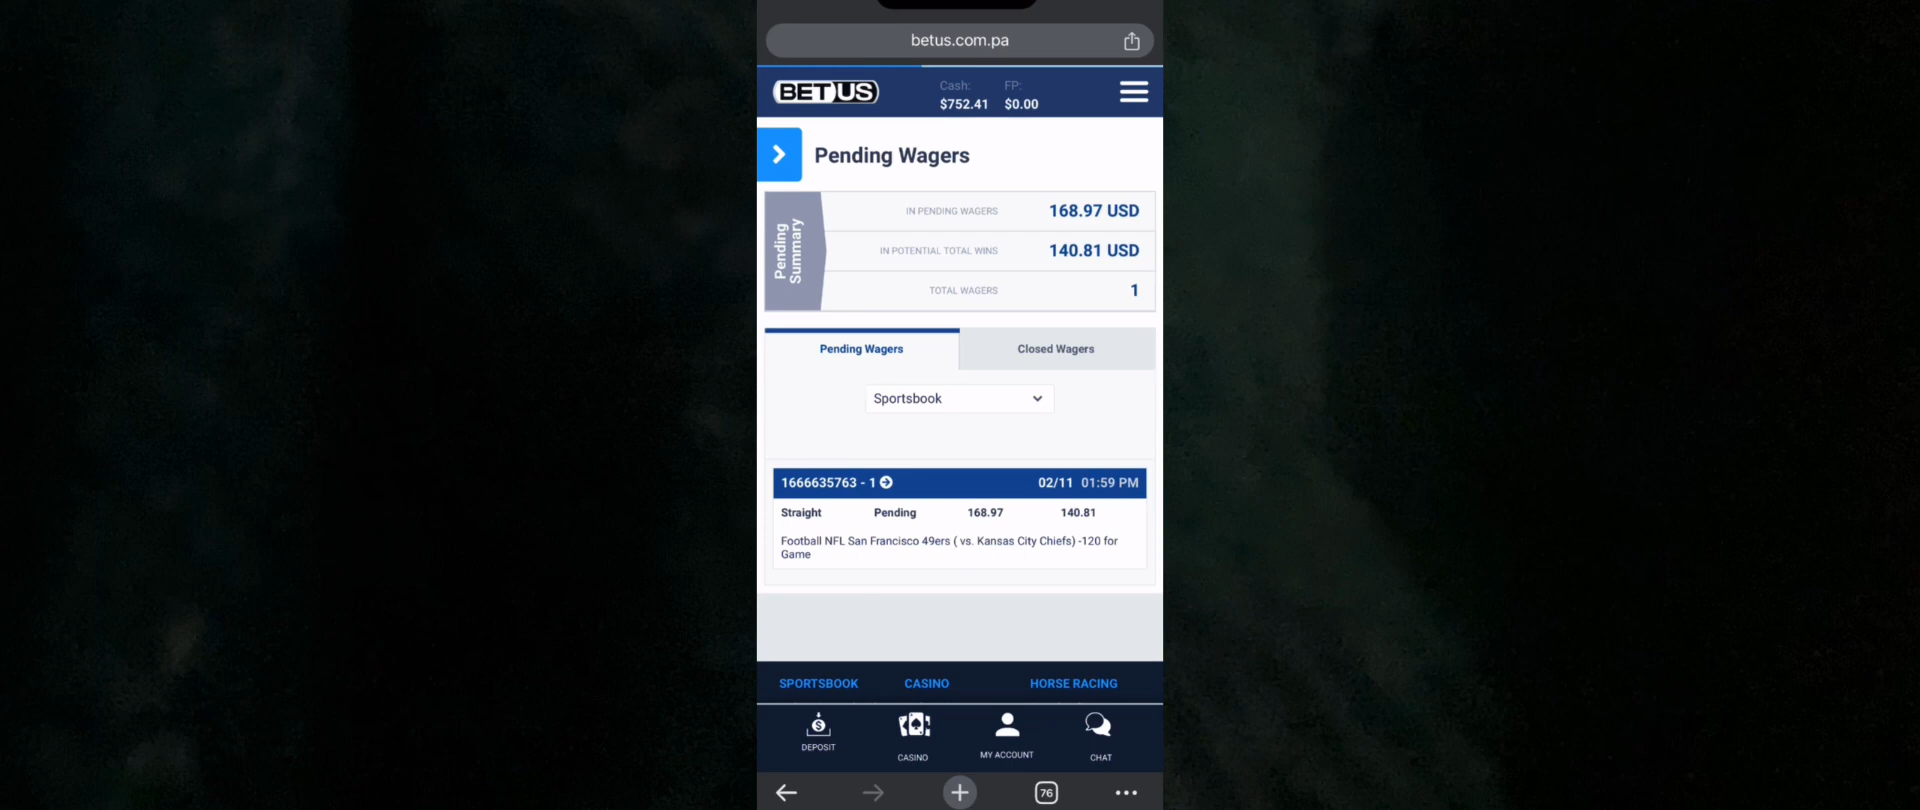 betus.com.pa
BETUS
Cash: FP:
$752.41 $0.00
Pending Wagers
Pending
Summary
IN PENDING WAGERS 168.97 USD
IN POTENTIAL TOTAL WINS 140.81 USD
TOTAL WAGERS 1
Pending Wagers Closed Wagers
Sportsbook
1666635763 - 1 02/11 01:59 PM
Straight Pending 168.97 140.81
Football NFL San Francisco 49ers ( vs. Kansas City Chiefs) -120 for
Game
SPORTSBOOK CASINO HORSE RACING
DEPOSIT CASINO MY ACCOUNT CHAT
76